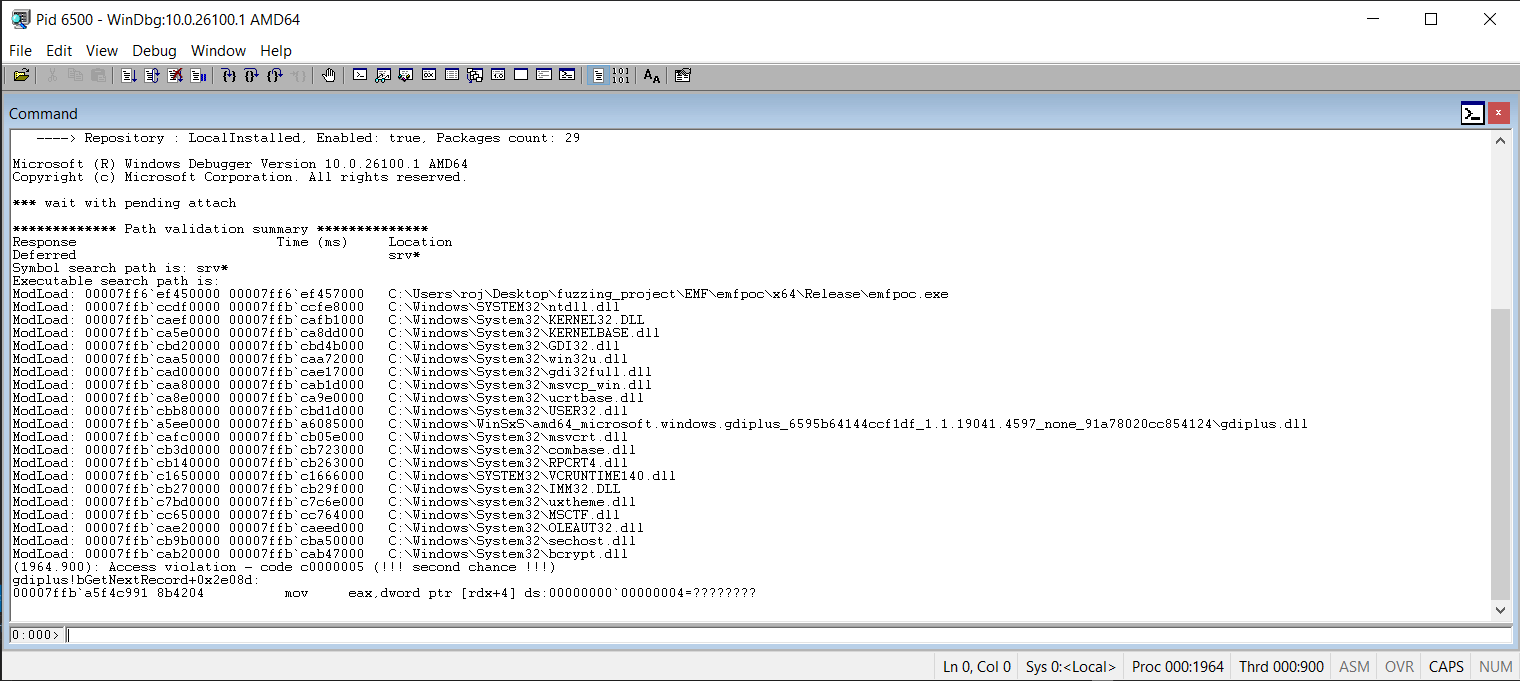 Pid 6500 - WinDbg:10.0.26100.1 AMD64
File Edit View Debug Window Help
Command
----> Repository : LocalInstalled, Enabled: true, Packages count: 29
Microsoft (R) Windows Debugger Version 10.0.26100.1 AMD64
Copyright (c) Microsoft Corporation. All rights reserved.
*** wait with pending attach
************* Path validation summary **************
Response                         Time (ms)     Location
Deferred                                       srv*
Symbol search path is: srv*
Executable search path is:
ModLoad: 00007ff6`ef450000 00007ff6`ef457000   C:\Users\roj\Desktop\fuzzing_project\EMF\emfpoc\x64\Release\emfpoc.exe
ModLoad: 00007ffb`ccdf0000 00007ffb`ccfe8000   C:\Windows\SYSTEM32\ntdll.dll
ModLoad: 00007ffb`caef0000 00007ffb`cafb1000   C:\Windows\System32\KERNEL32.DLL
ModLoad: 00007ffb`ca5e0000 00007ffb`ca8dd000   C:\Windows\System32\KERNELBASE.dll
ModLoad: 00007ffb`cbd20000 00007ffb`cbd4b000   C:\Windows\System32\GDI32.dll
ModLoad: 00007ffb`caa50000 00007ffb`caa72000   C:\Windows\System32\win32u.dll
ModLoad: 00007ffb`cad00000 00007ffb`cae17000   C:\Windows\System32\gdi32full.dll
ModLoad: 00007ffb`caa80000 00007ffb`cab1d000   C:\Windows\System32\msvcp_win.dll
ModLoad: 00007ffb`ca8e0000 00007ffb`ca9e0000   C:\Windows\System32\ucrtbase.dll
ModLoad: 00007ffb`cbb80000 00007ffb`cbd1d000   C:\Windows\System32\USER32.dll
ModLoad: 00007ffb`a5ee0000 00007ffb`a6085000   C:\Windows\WinSxS\amd64_microsoft.windows.gdiplus_6595b64144ccf1df_1.1.19041.4597_none_91a78020cc854124\gdiplus.dll
ModLoad: 00007ffb`cafc0000 00007ffb`cb05e000   C:\Windows\System32\msvcrt.dll
ModLoad: 00007ffb`cb3d0000 00007ffb`cb723000   C:\Windows\System32\combase.dll
ModLoad: 00007ffb`cb140000 00007ffb`cb263000   C:\Windows\System32\RPCRT4.dll
ModLoad: 00007ffb`c1650000 00007ffb`c1666000   C:\Windows\SYSTEM32\VCRUNTIME140.dll
ModLoad: 00007ffb`cb270000 00007ffb`cb29f000   C:\Windows\System32\IMM32.DLL
ModLoad: 00007ffb`c7bd0000 00007ffb`c7c6e000   C:\Windows\system32\uxtheme.dll
ModLoad: 00007ffb`cc650000 00007ffb`cc764000   C:\Windows\System32\MSCTF.dll
ModLoad: 00007ffb`cae20000 00007ffb`caeed000   C:\Windows\System32\OLEAUT32.dll
ModLoad: 00007ffb`cb9b0000 00007ffb`cba50000   C:\Windows\System32\sechost.dll
ModLoad: 00007ffb`cab20000 00007ffb`cab47000   C:\Windows\System32\bcrypt.dll
(1964.900): Access violation - code c0000005 (!!! second chance !!!)
gdiplus!bGetNextRecord+0x2e08d:
00007ffb`a5f4c991 8b4204          mov     eax,dword ptr [rdx+4] ds:00000000`00000004=????????
0:000>
Ln 0, Col 0 Sys 0:<Local> Proc 000:1964 Thrd 000:900 ASM OVR CAPS NUM